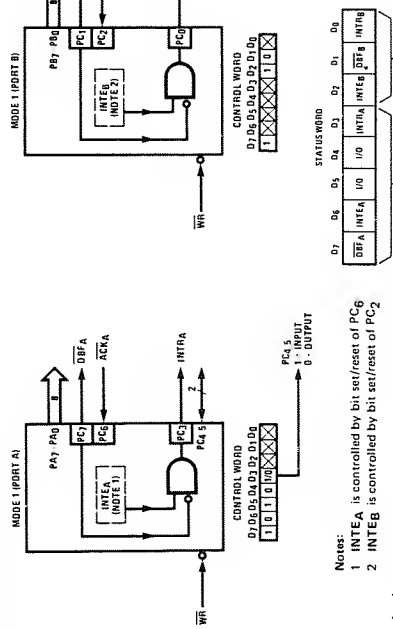 MODE 1 (PORT A)
PA7 - PA0
8
INTEA
(NOTE 1)
PC7
OBFA
PC6
ACKA
PC3
INTRA
PC4 5
2
WR
CONTROL WORD
D7 D6 D5 D4 D3 D2 D1 D0
1 0 1 0 1/0
PC4 5
1 - INPUT
0 - OUTPUT
MODE 1 (PORT B)
PB7 PB0
8
INTEB
(NOTE 2)
PC1
PC2
PC0
WR
CONTROL WORD
D7 D6 D5 D4 D3 D2 D1 D0
1 1 0
Notes:
1 INTEA is controlled by bit set/reset of PC6
2 INTEB is controlled by bit set/reset of PC2
STATUS WORD
D7 D6 D5 D4 D3 D2 D1 D0
OBFA INTEA I/O I/O INTRA INTEB OBFB INTRB